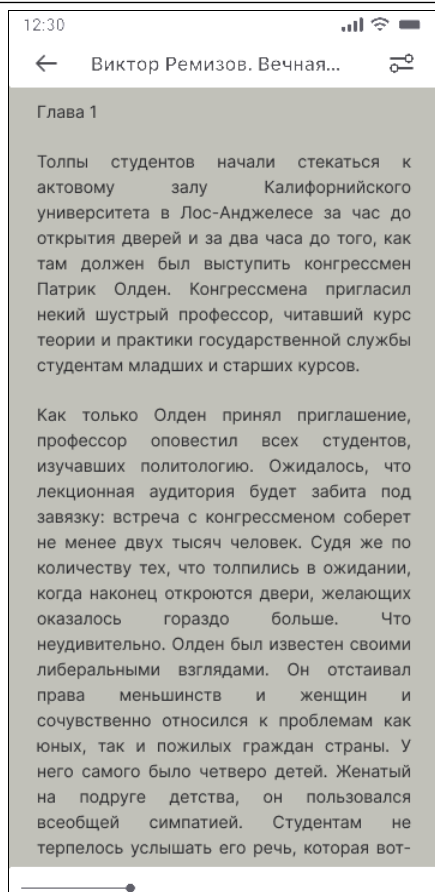 12:30
Виктор Ремизов. Вечная...
Глава 1
Толпы студентов начали стекаться к
актовому залу Калифорнийского
университета в Лос-Анджелесе за час до
открытия дверей и за два часа до того, как
там должен был выступить конгрессмен
Патрик Олден. Конгрессмена пригласил
некий шустрый профессор, читавший курс
теории и практики государственной службы
студентам младших и старших курсов.
Как только Олден принял приглашение,
профессор оповестил всех студентов,
изучавших политологию. Ожидалось, что
лекционная аудитория будет забита под
завязку: встреча с конгрессменом соберет
не менее двух тысяч человек. Судя же по
количеству тех, что толпились в ожидании,
когда наконец откроются двери, желающих
оказалось гораздо больше. Что
неудивительно. Олден был известен своими
либеральными взглядами. Он отстаивал
права меньшинств и женщин и
сочувственно относился к проблемам как
юных, так и пожилых граждан страны. У
него самого было четверо детей. Женатый
на подруге детства, он пользовался
всеобщей симпатией. Студентам не
терпелось услышать его речь, которая вот-